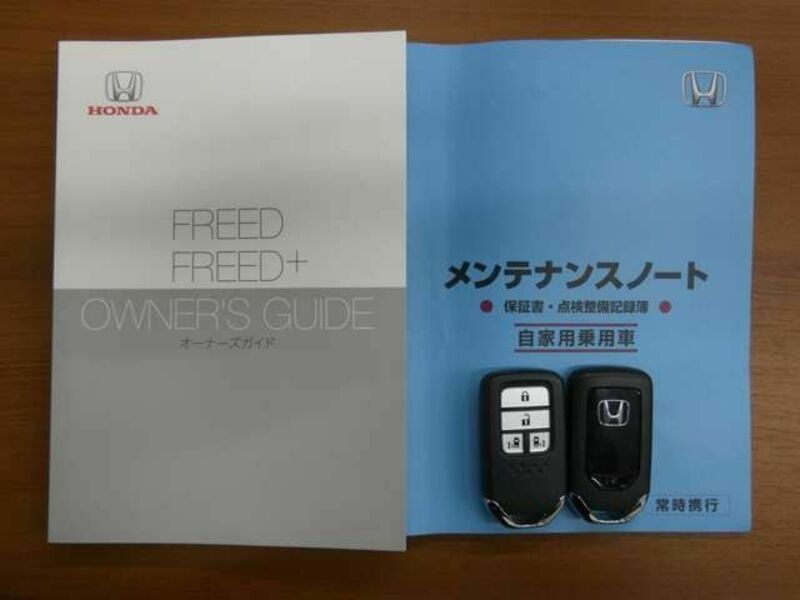 HONDA
FREED
FREED+
OWNER'S GUIDE
オーナーズガイド
メンテナンスノート
● 保証書・点検整備記録簿 ●
自家用乗用車
常時携行